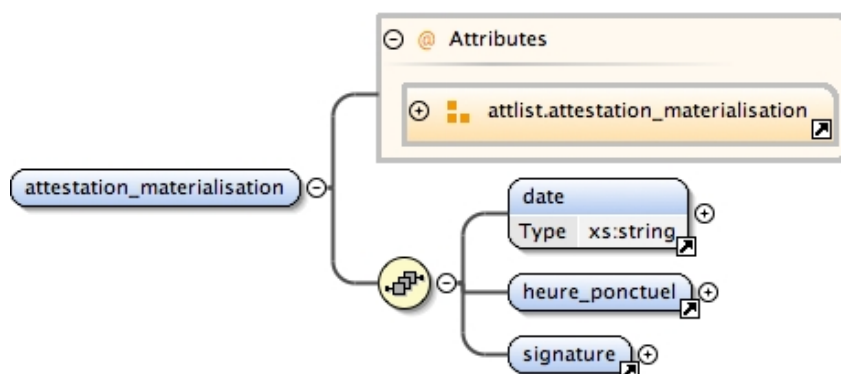 @ Attributes
attlist.attestation_materialisation
attestation_materialisation
date
Type xs:string
heure_ponctuel
signature